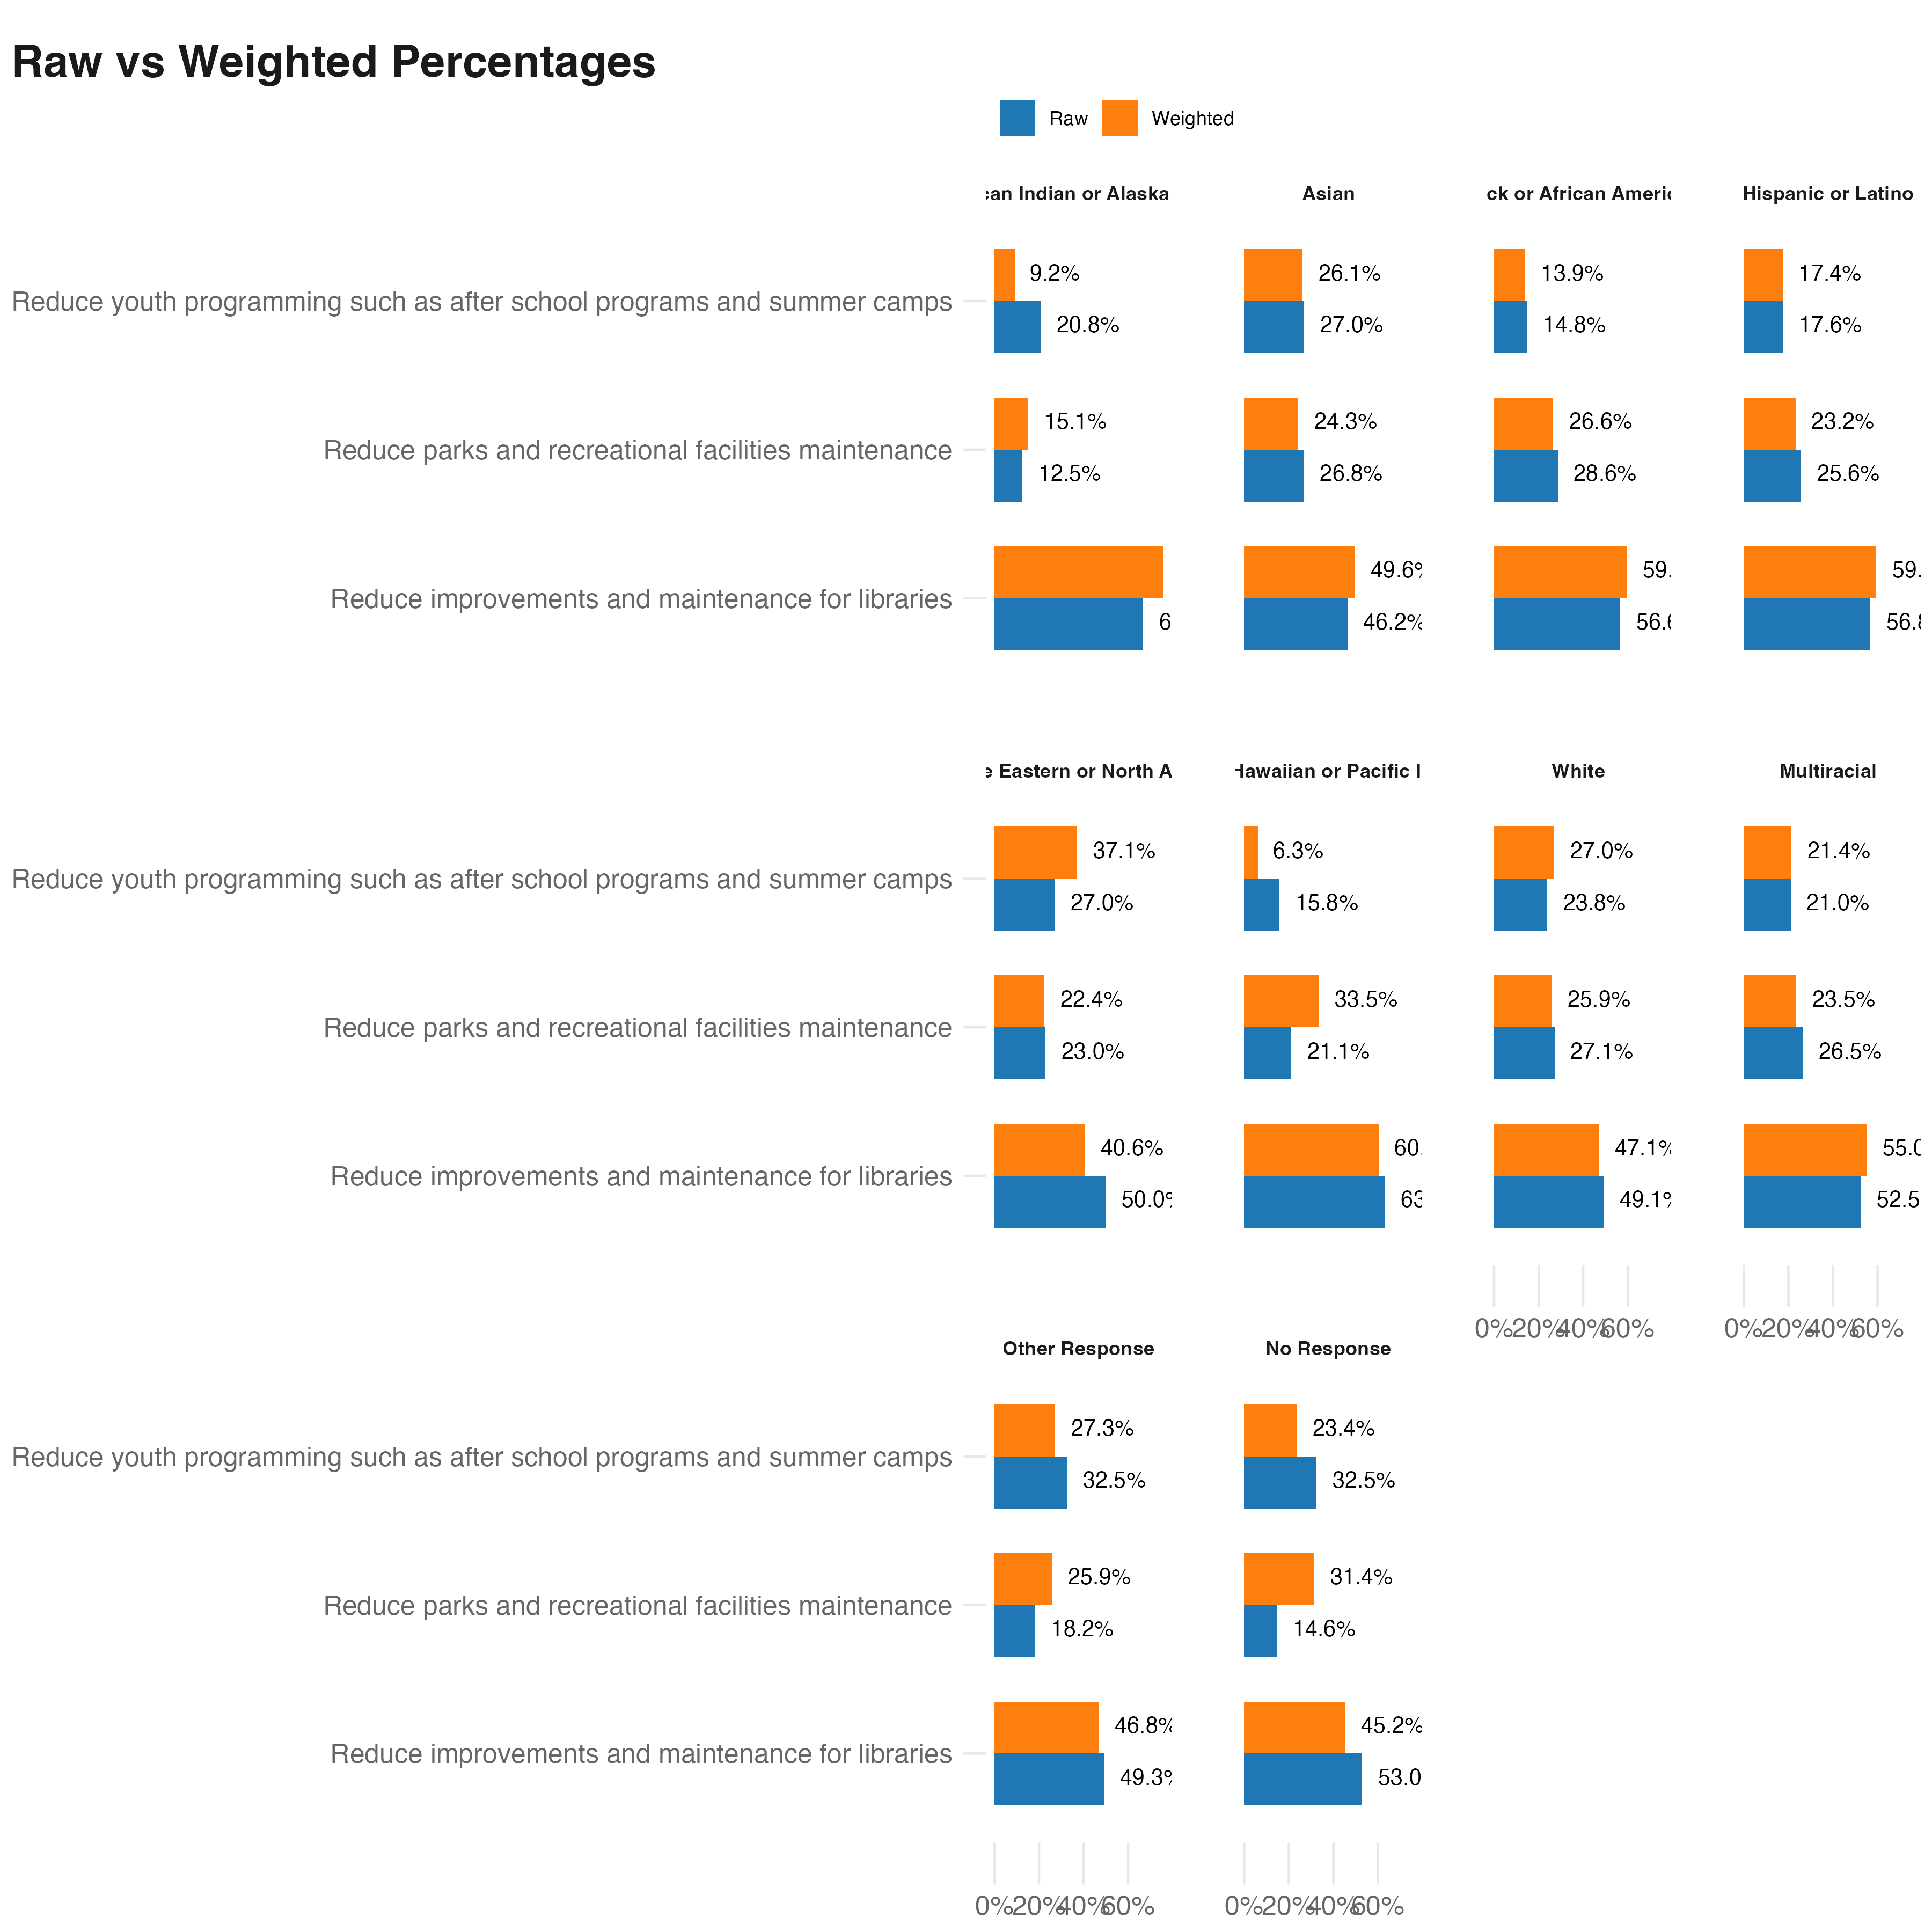 Raw vs Weighted Percentages
Raw Weighted
can Indian or Alaska Asian ck or African Americ Hispanic or Latino
Reduce youth programming such as after school programs and summer camps
9.2% 26.1% 13.9% 17.4%
20.8% 27.0% 14.8% 17.6%
Reduce parks and recreational facilities maintenance
15.1% 24.3% 26.6% 23.2%
12.5% 26.8% 28.6% 25.6%
Reduce improvements and maintenance for libraries
49.6% 59. 59.
6 46.2% 56.6 56.8
e Eastern or North A Hawaiian or Pacific I White Multiracial
Reduce youth programming such as after school programs and summer camps
37.1% 6.3% 27.0% 21.4%
27.0% 15.8% 23.8% 21.0%
Reduce parks and recreational facilities maintenance
22.4% 33.5% 25.9% 23.5%
23.0% 21.1% 27.1% 26.5%
Reduce improvements and maintenance for libraries
40.6% 60. 47.1% 55.0
50.0% 63 49.1% 52.5
0% 20% 40% 60% 0% 20% 40% 60%
Other Response No Response
Reduce youth programming such as after school programs and summer camps
27.3% 23.4%
32.5% 32.5%
Reduce parks and recreational facilities maintenance
25.9% 31.4%
18.2% 14.6%
Reduce improvements and maintenance for libraries
46.8% 45.2%
49.3% 53.0
0% 20% 40% 60% 0% 20% 40% 60%